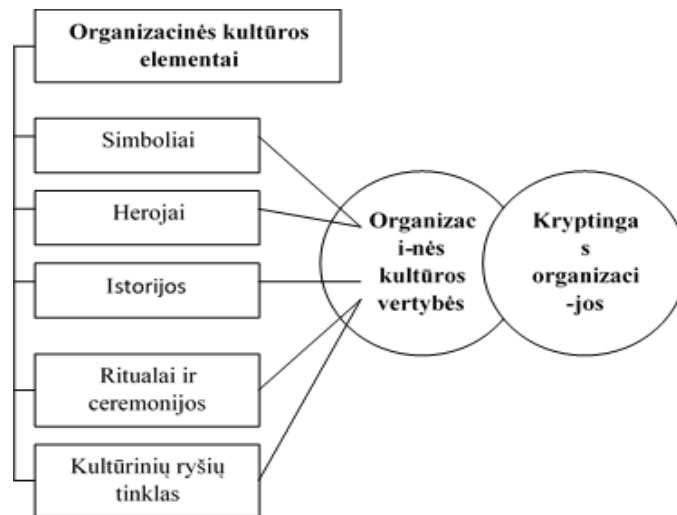 Organizacinės kultūros
elementai
Simboliai
Herojai
Istorijos
Ritualai ir
ceremonijos
Kultūrinių ryšių
tinklas
Organizac
i-nės
kultūros
vertybės
Kryptinga
s
organizaci
-jos